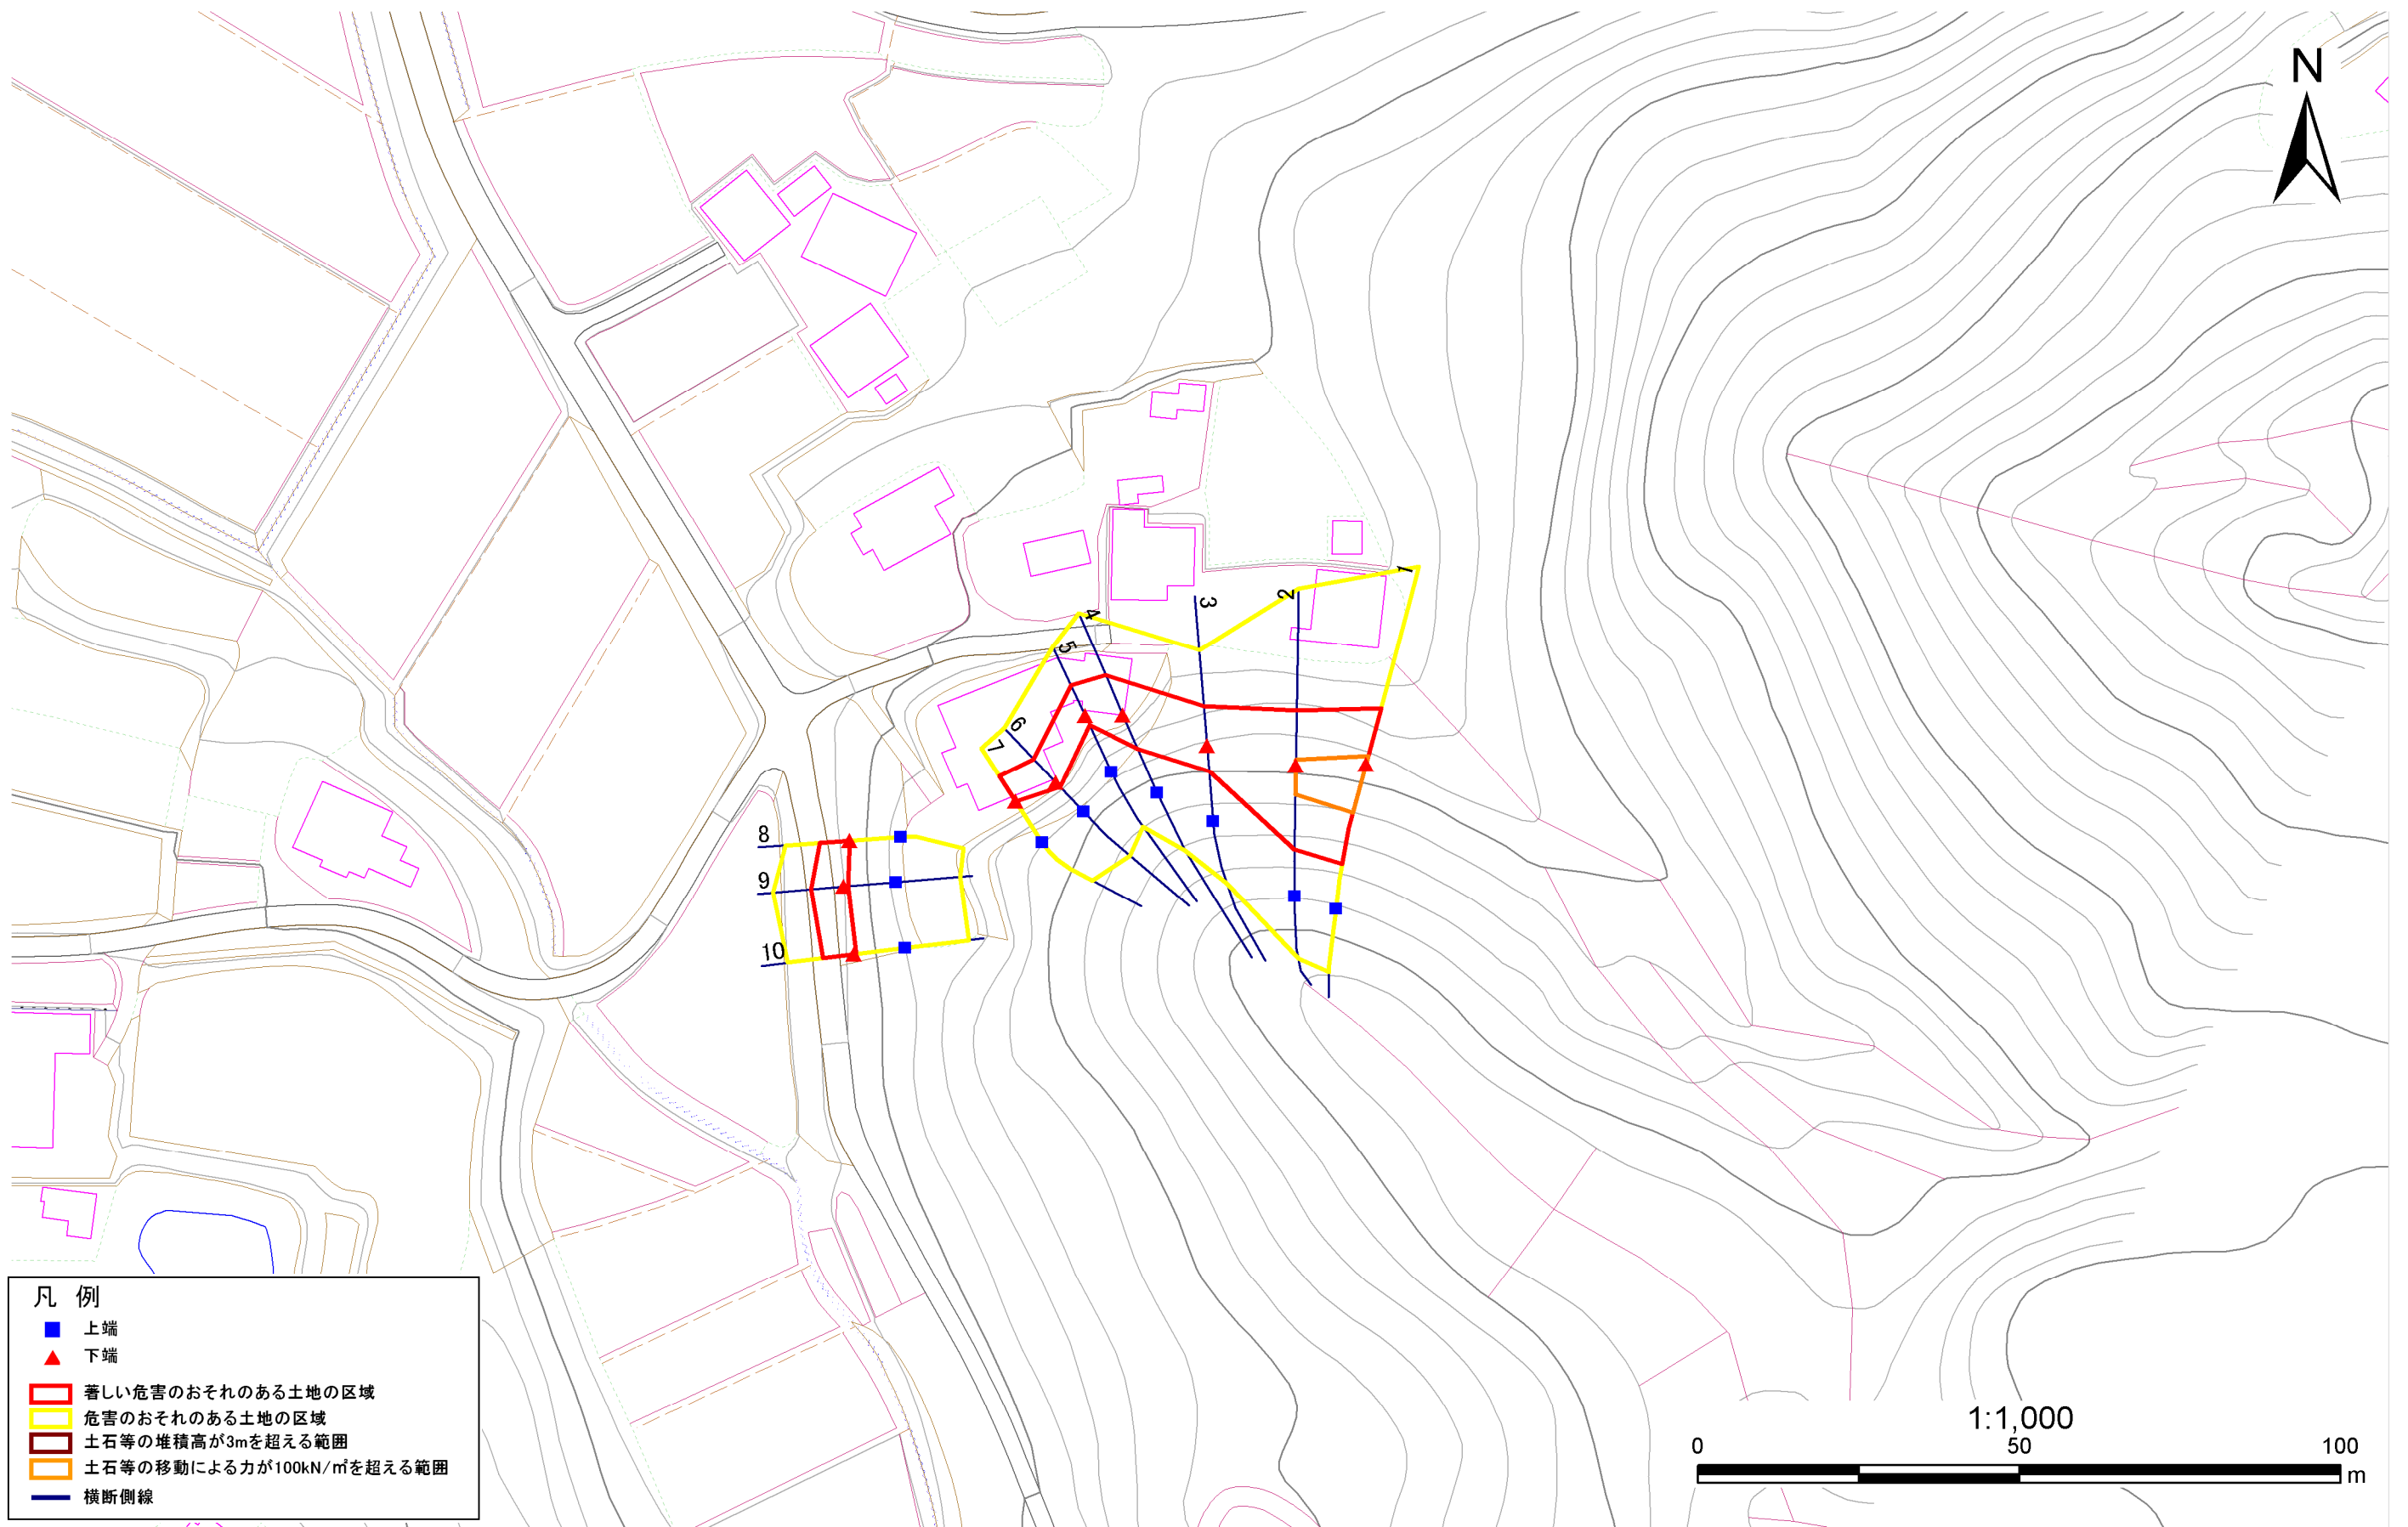 N
1
2
3
4
5
6
7
8
9
10
凡 例
上端
下端
著しい危害のおそれのある土地の区域
危害のおそれのある土地の区域
土石等の堆積高が3mを超える範囲
土石等の移動による力が100kN/㎡を超える範囲
横断側線
1:1,000
0 50 100
m